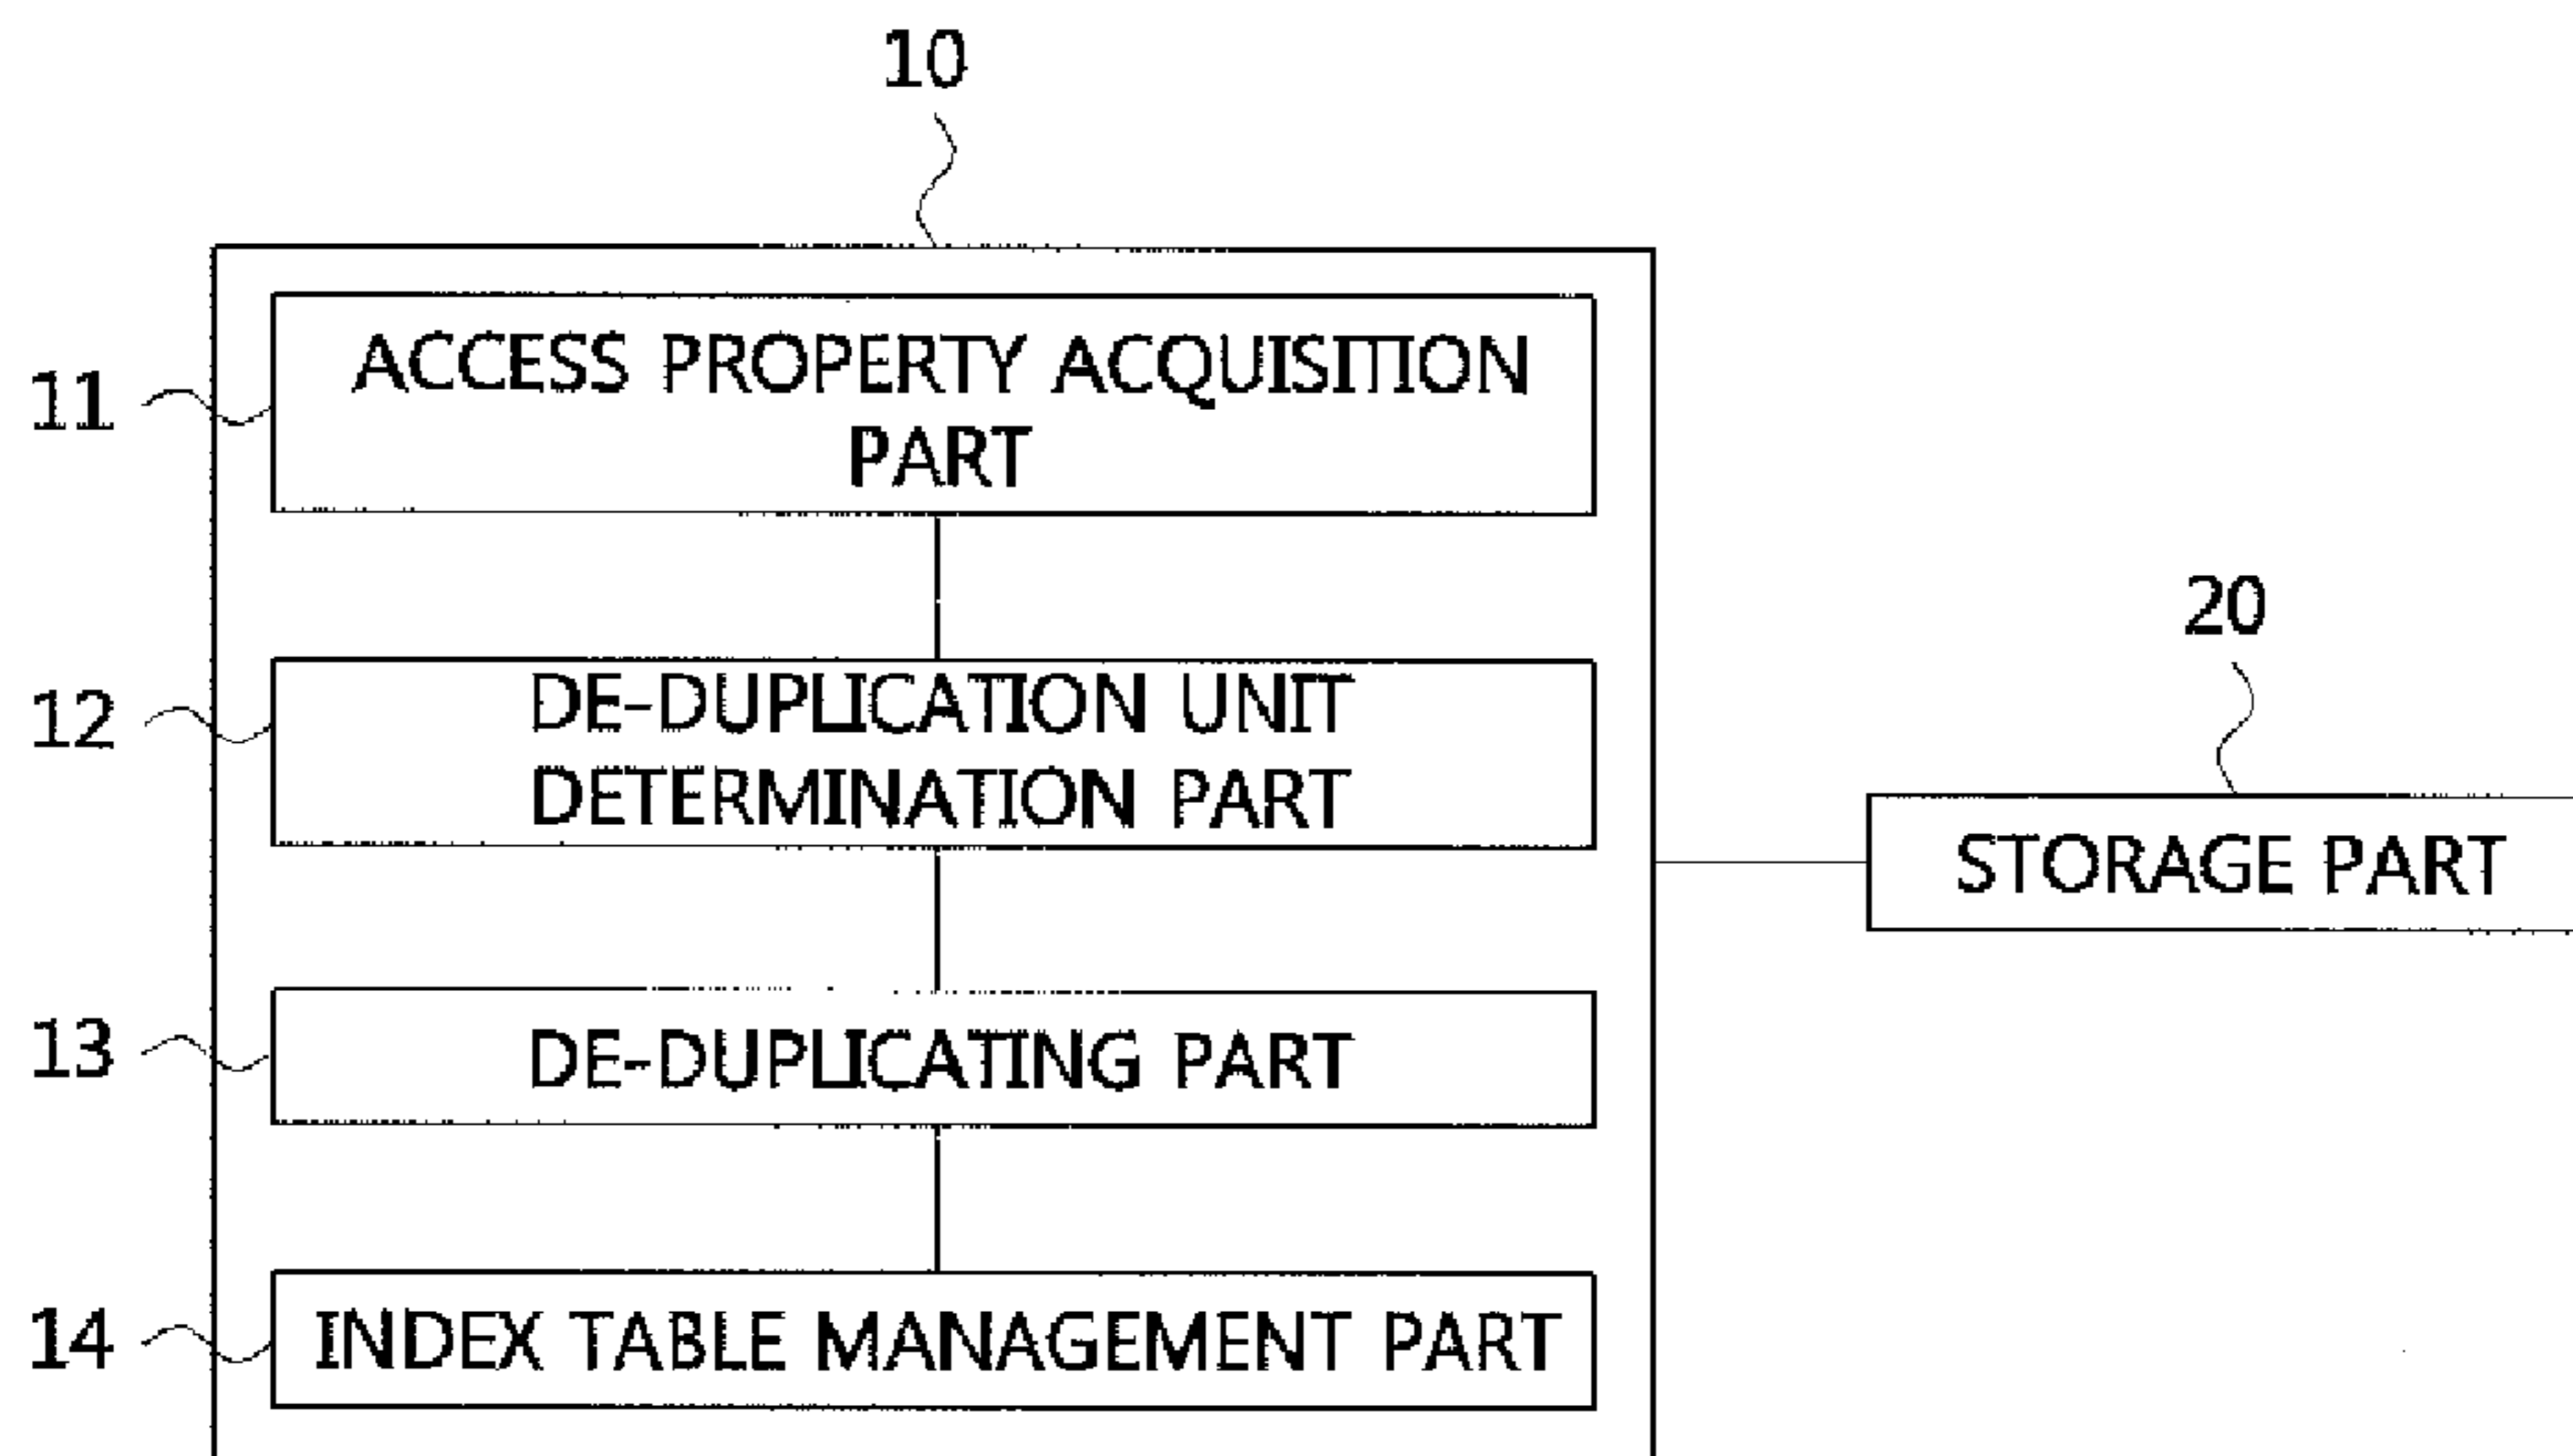 10
11
ACCESS PROPERTY ACQUISITION
PART
20
12
DE-DUPLICATION UNIT
DETERMINATION PART
STORAGE PART
13
DE-DUPLICATING PART
14
INDEX TABLE MANAGEMENT PART